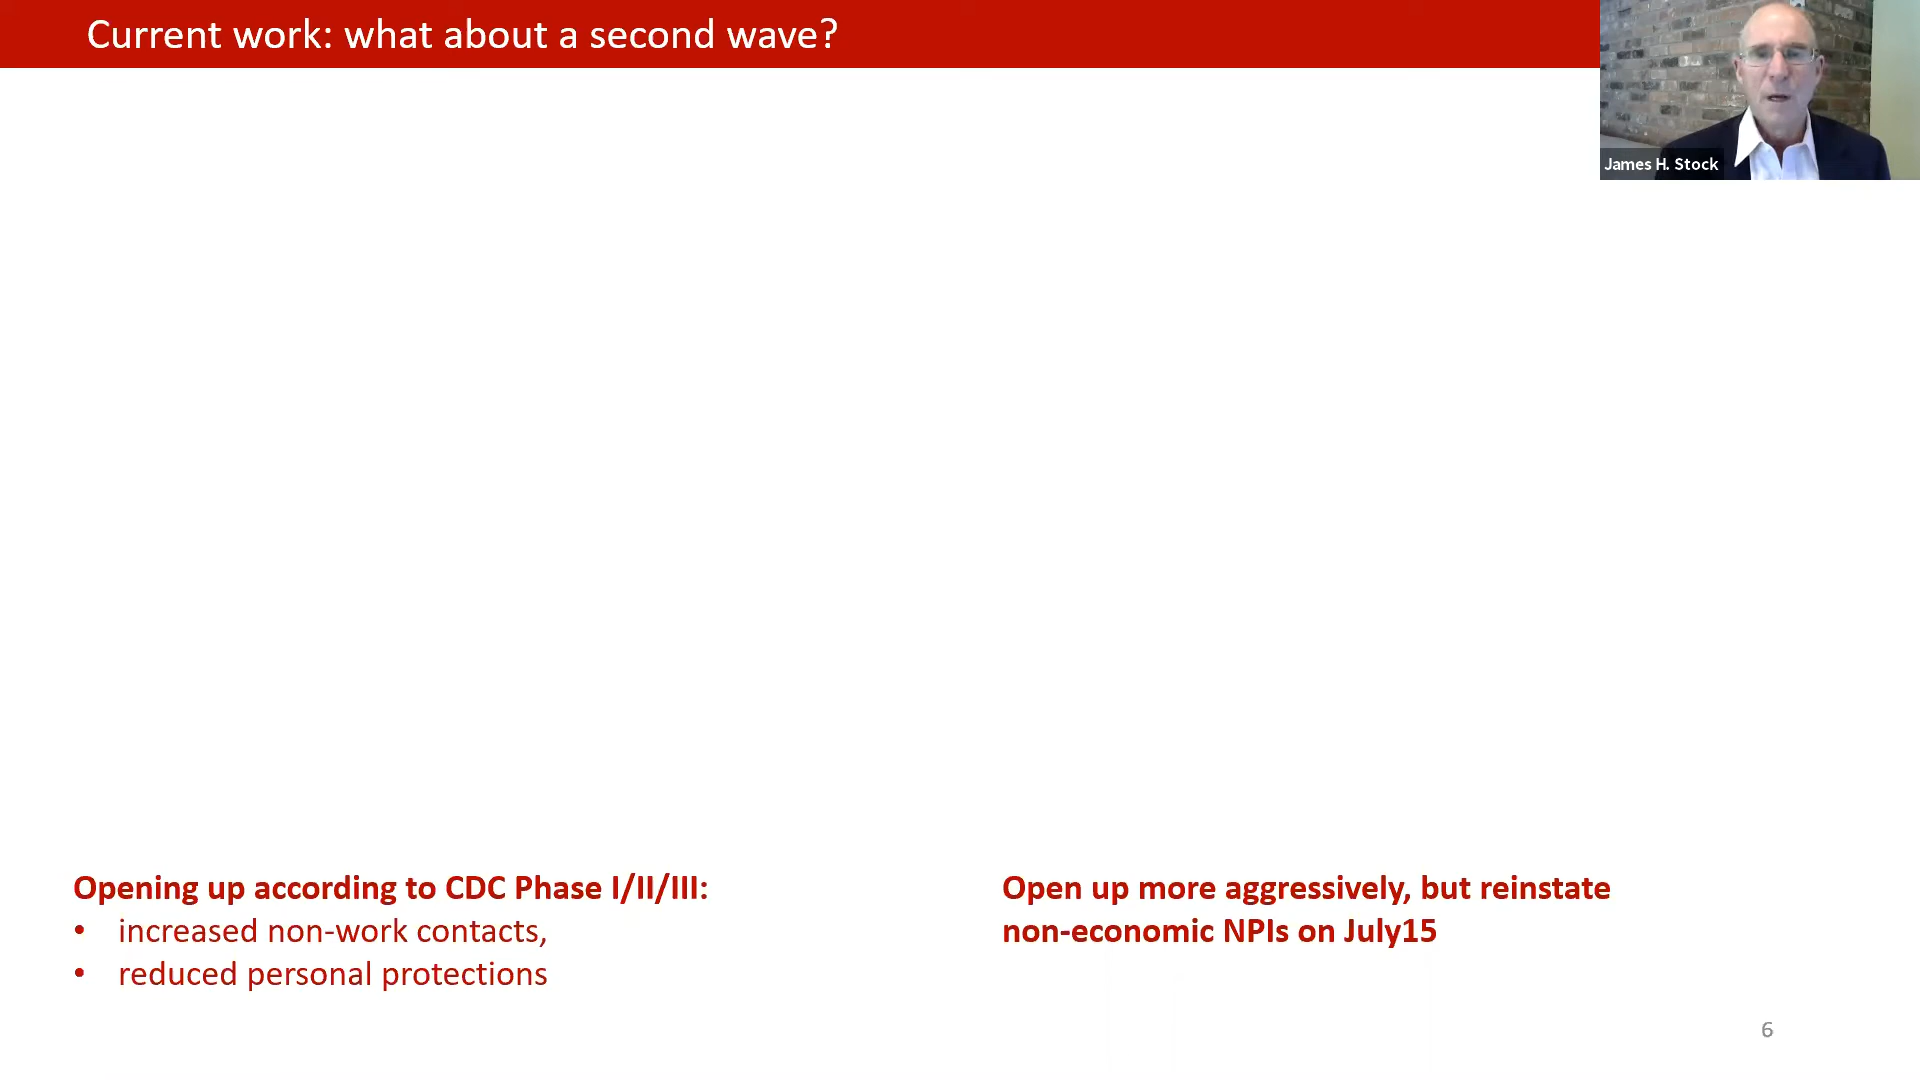 Current work: what about a second wave?
James H. Stock
Opening up according to CDC Phase I/II/III:
• increased non-work contacts,
• reduced personal protections
Open up more aggressively, but reinstate
non-economic NPIs on July15
6